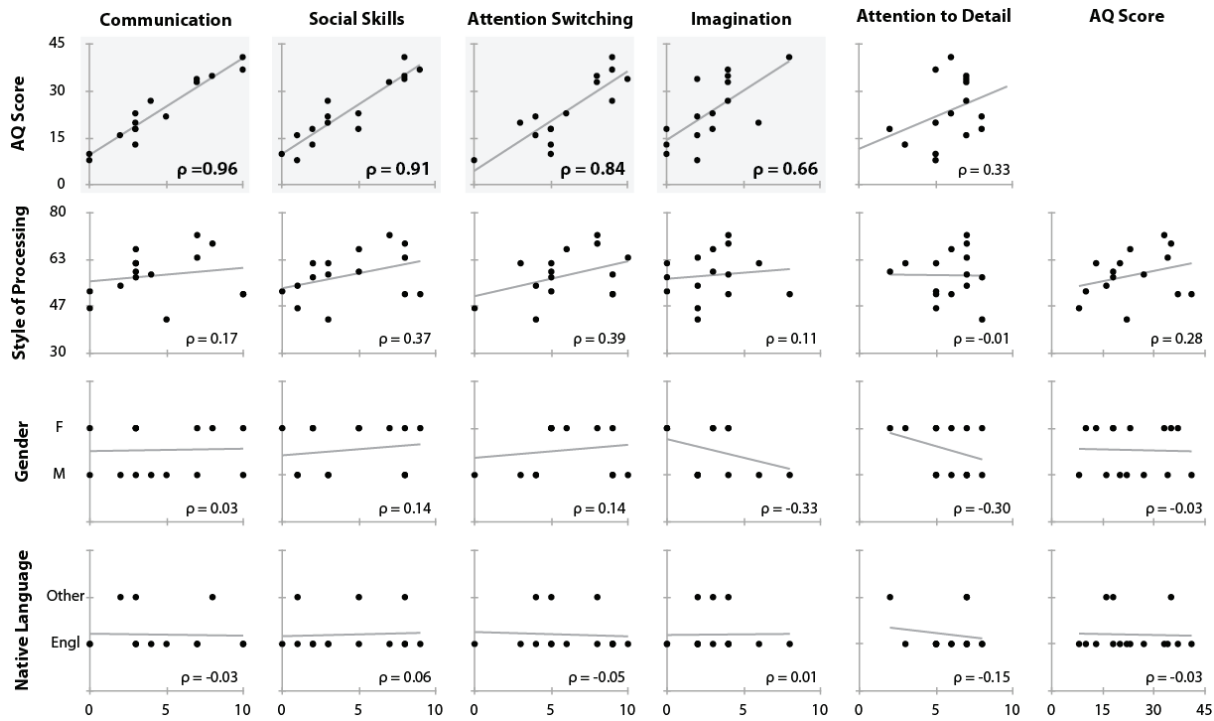 Communication Social Skills Attention Switching Imagination Attention to Detail AQ Score
AQ Score
45
30
15
0
ρ =0.96 ρ = 0.91 ρ = 0.84 ρ = 0.66 ρ = 0.33
Style of Processing
80
63
47
30
ρ = 0.17 ρ = 0.37 ρ = 0.39 ρ = 0.11 ρ = -0.01 ρ = 0.28
Gender
F
M
ρ = 0.03 ρ = 0.14 ρ = 0.14 ρ = -0.33 ρ = -0.30 ρ = -0.03
Native Language
Other
Engl
ρ = -0.03 ρ = 0.06 ρ = -0.05 ρ = 0.01 ρ = -0.15 ρ = -0.03
0 5 10 0 5 10 0 5 10 0 5 10 0 5 10 0 15 30 45